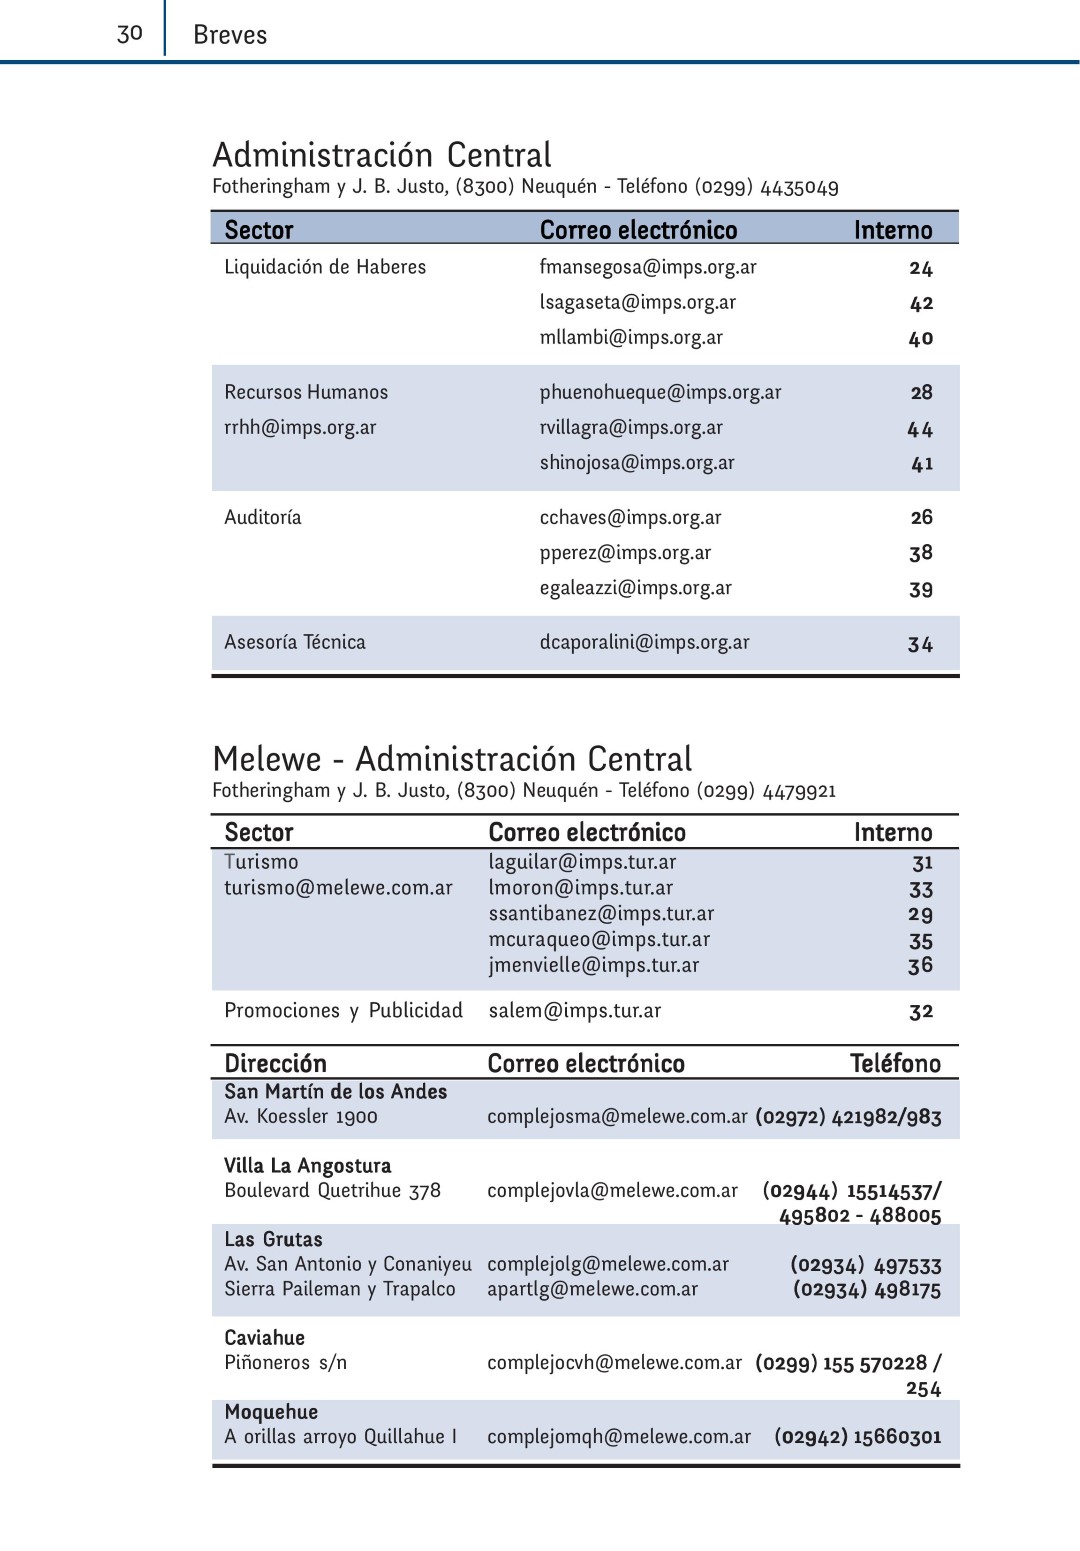 30 Breves
Administración Central
Fotheringham y J. B. Justo, (8300) Neuquén - Teléfono (0299) 4435049
Sector Correo electrónico Interno
Liquidación de Haberes fmansegosa@imps.org.ar 24
lsagaseta@imps.org.ar 42
mllambi@imps.org.ar 40
Recursos Humanos phuenohueque@imps.org.ar 28
rrhh@imps.org.ar rvillagra@imps.org.ar 44
shinojosa@imps.org.ar 41
Auditoría cchaves@imps.org.ar 26
pperez@imps.org.ar 38
egaleazzi@imps.org.ar 39
Asesoría Técnica dcaporalini@imps.org.ar 34
Melewe - Administración Central
Fotheringham y J. B. Justo, (8300) Neuquén - Teléfono (0299) 4479921
Sector Correo electrónico Interno
Turismo laguilar@imps.tur.ar 31
turismo@melewe.com.ar lmoron@imps.tur.ar 33
ssantibanez@imps.tur.ar 29
mcuraqueo@imps.tur.ar 35
jmenvielle@imps.tur.ar 36
Promociones y Publicidad salem@imps.tur.ar 32
Dirección Correo electrónico Teléfono
San Martín de los Andes
Av. Koessler 1900 complejosma@melewe.com.ar (02972) 421982/983
Villa La Angostura
Boulevard Quetrihue 378 complejovla@melewe.com.ar (02944) 15514537/
495802 - 488005
Las Grutas
Av. San Antonio y Conaniyeu complejolg@melewe.com.ar (02934) 497533
Sierra Paileman y Trapalco apartlg@melewe.com.ar (02934) 498175
Caviahue
Piñoneros s/n complejocvh@melewe.com.ar (0299) 155 570228 /
254
Moquehue
A orillas arroyo Quillahue I complejomqh@melewe.com.ar (02942) 15660301